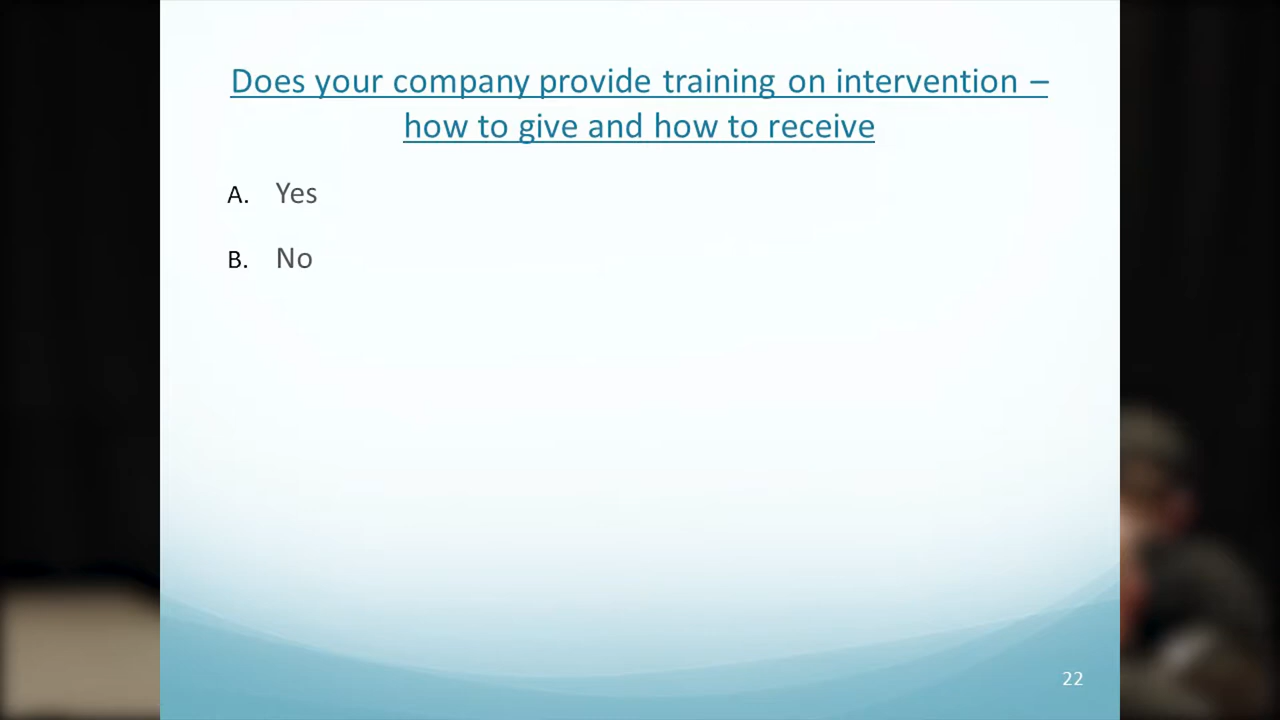 Does your company provide training on intervention –
how to give and how to receive
A. Yes
B. No
22